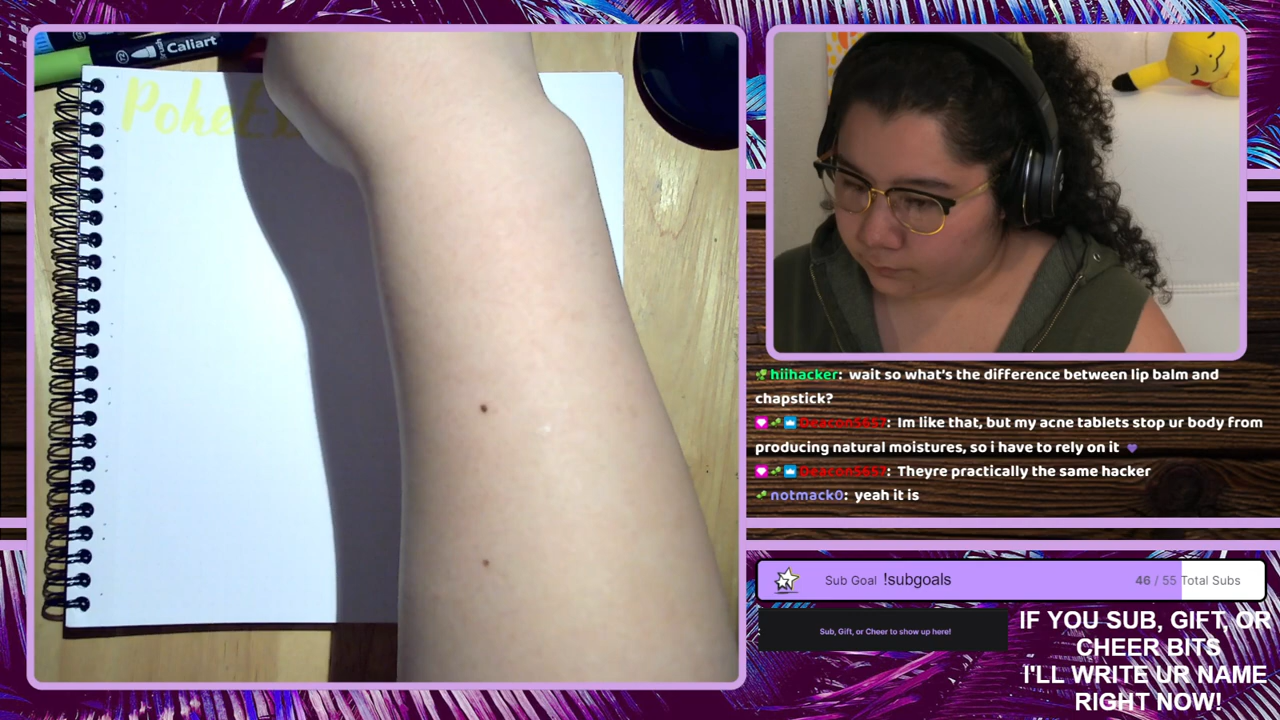 Caliart
hiihacker: wait so what's the difference between lip balm and
chapstick?
Deacon5657: Im like that, but my acne tablets stop ur body from
producing natural moistures, so i have to rely on it
Deacon5657: Theyre practically the same hacker
notmack0: yeah it is
Sub Goal !subgoals
46 / 55 Total Subs
Sub, Gift, or Cheer to show up here!
IF YOU SUB, GIFT, OR
CHEER BITS
I'LL WRITE UR NAME
RIGHT NOW!